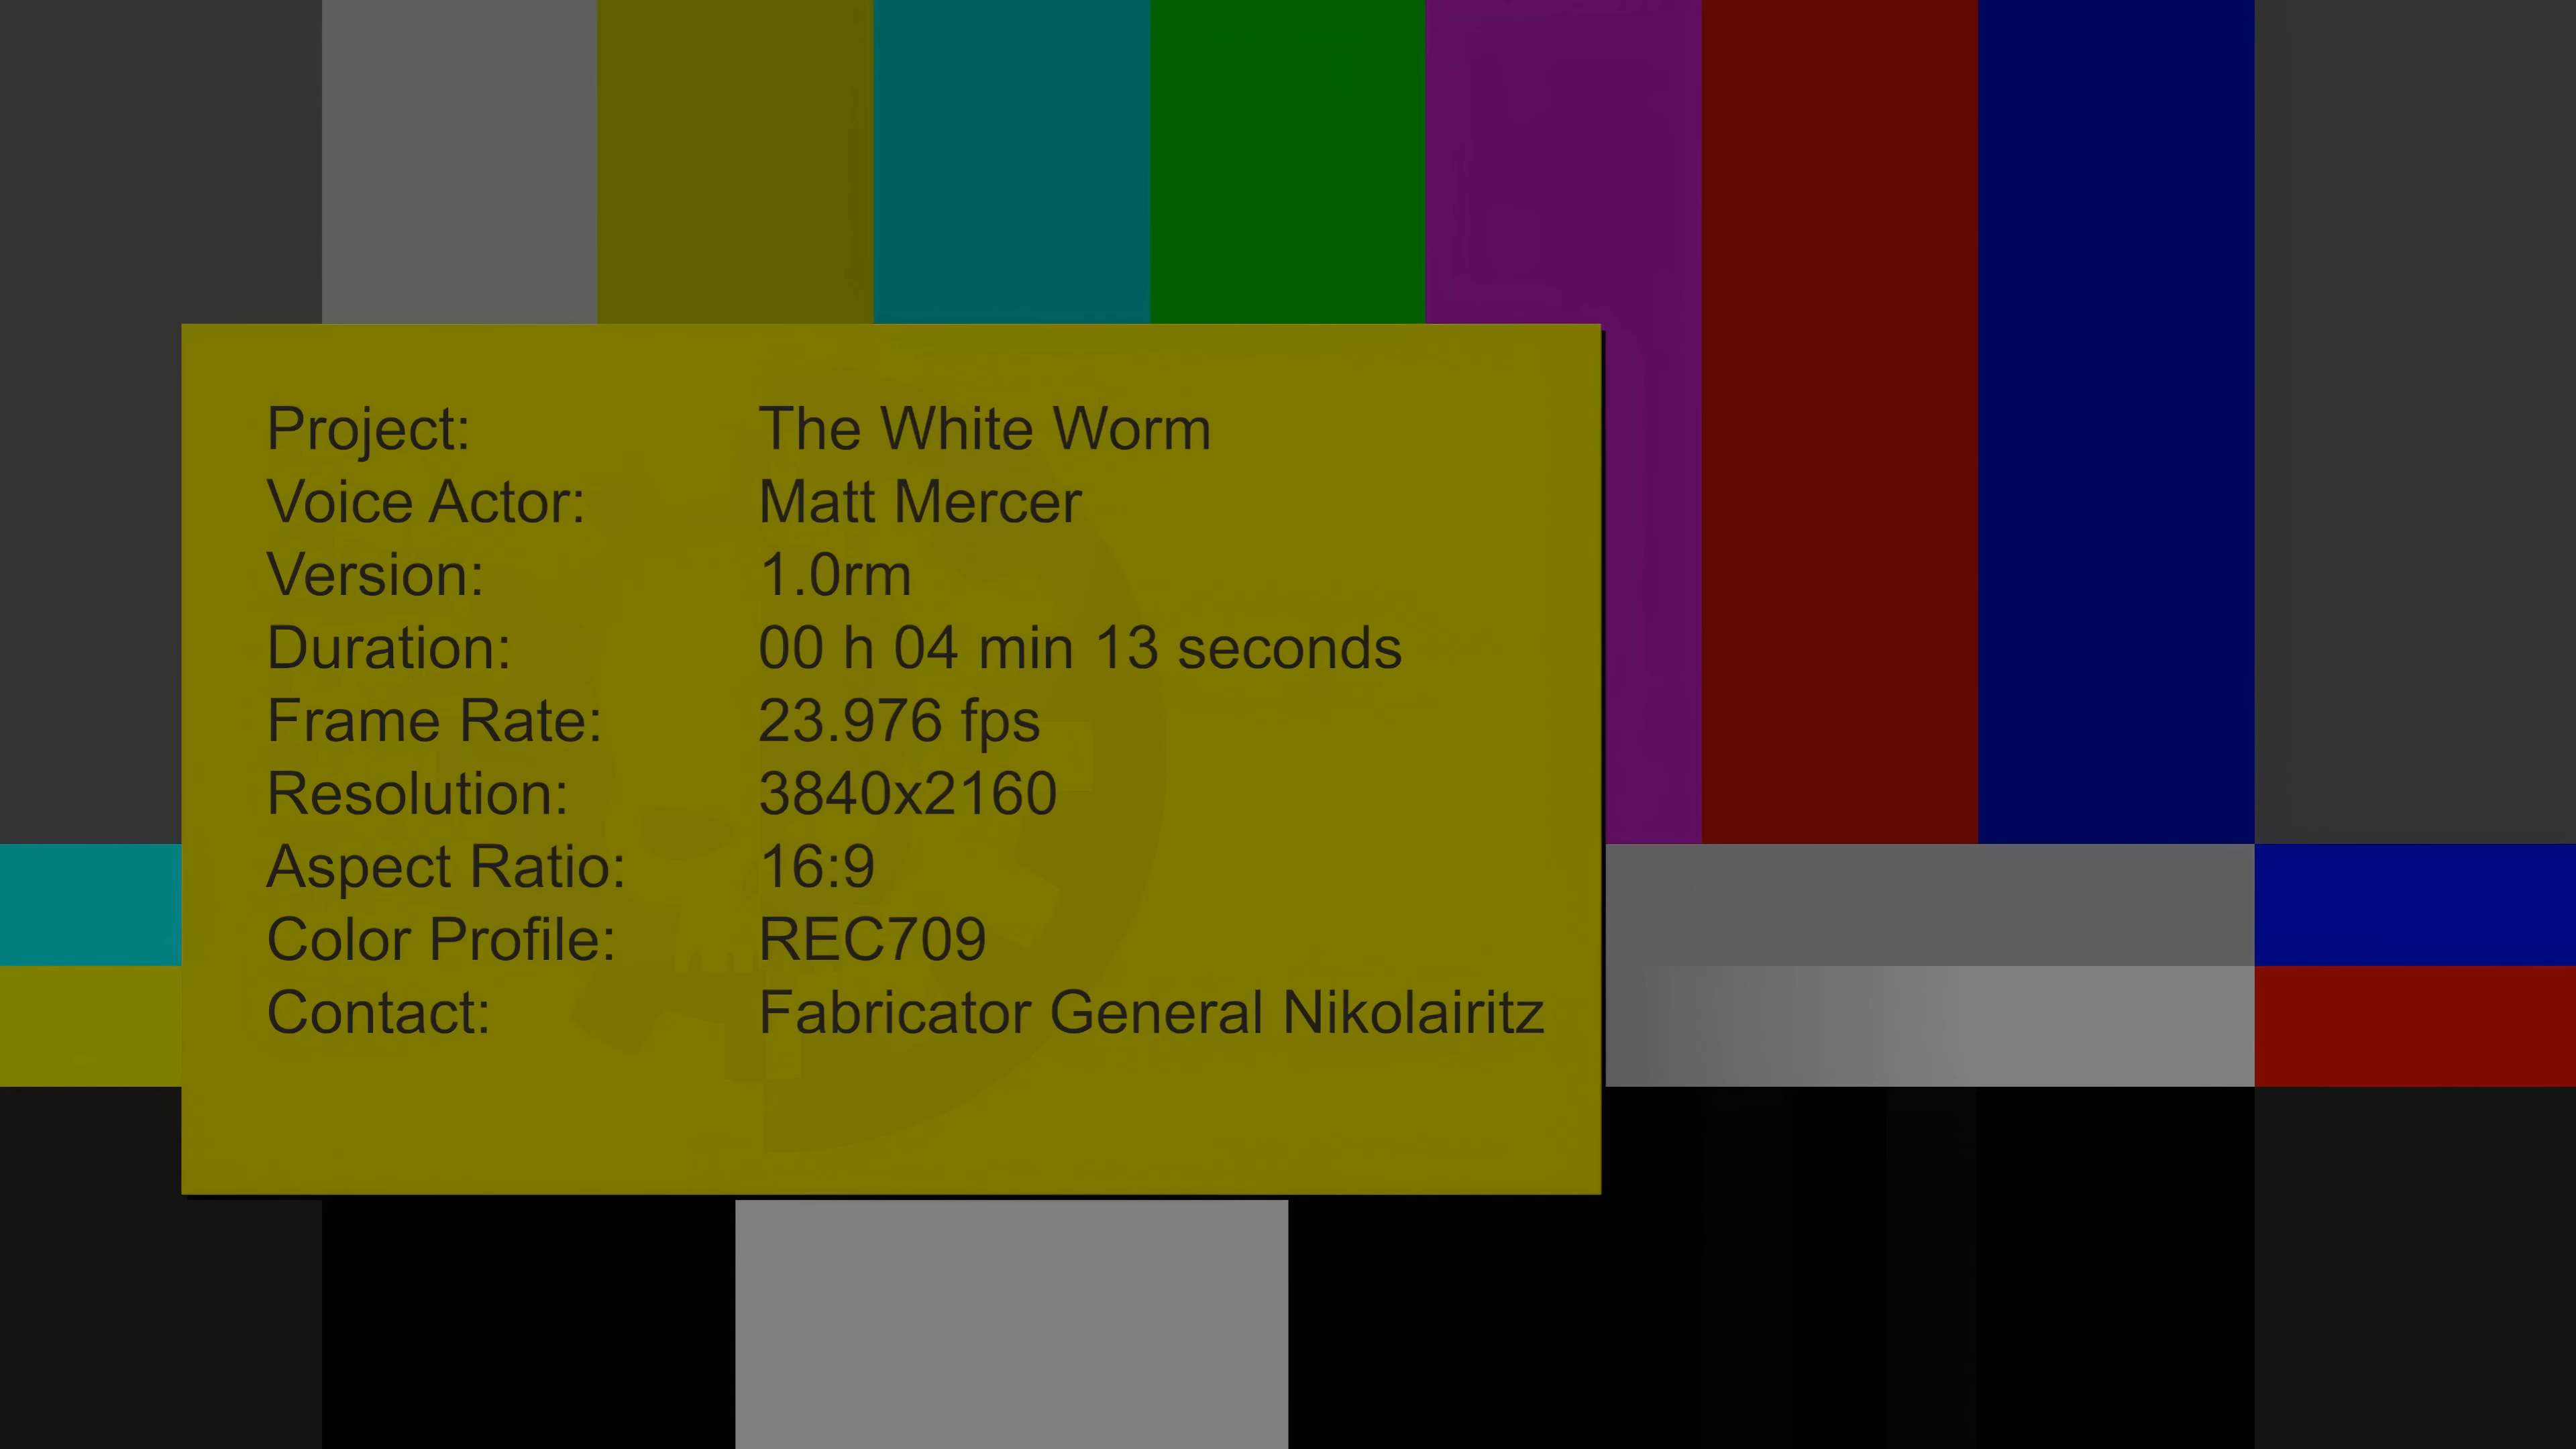 Project: The White Worm
Voice Actor: Matt Mercer
Version: 1.0rm
Duration: 00 h 04 min 13 seconds
Frame Rate: 23.976 fps
Resolution: 3840x2160
Aspect Ratio: 16:9
Color Profile: REC709
Contact: Fabricator General Nikolairitz